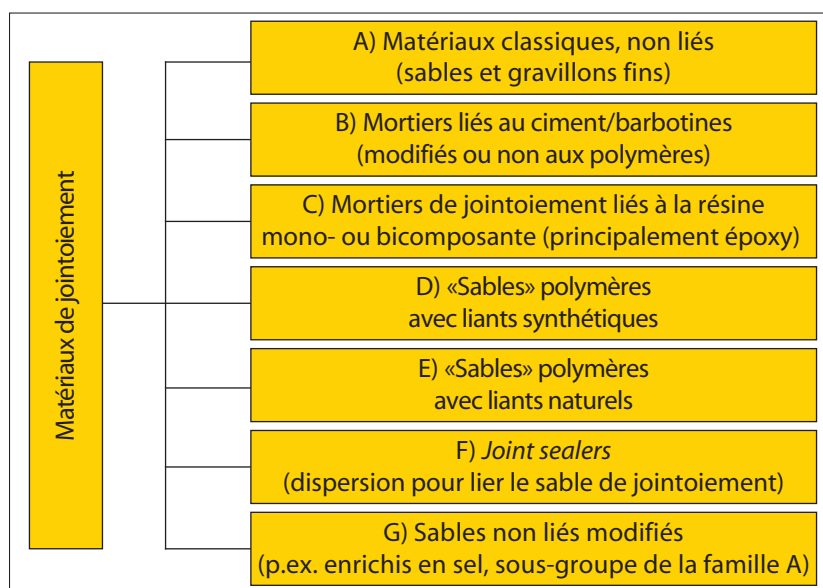 Matériaux de jointoiement
A) Matériaux classiques, non liés
(sables et gravillons fins)
B) Mortiers liés au ciment/barbotines
(modifiés ou non aux polymères)
C) Mortiers de jointoiement liés à la résine
mono- ou bicomposante (principalement époxy)
D) «Sables» polymères
avec liants synthétiques
E) «Sables» polymères
avec liants naturels
F) Joint sealers
(dispersion pour lier le sable de jointoiement)
G) Sables non liés modifiés
(p.ex. enrichis en sel, sous-groupe de la famille A)